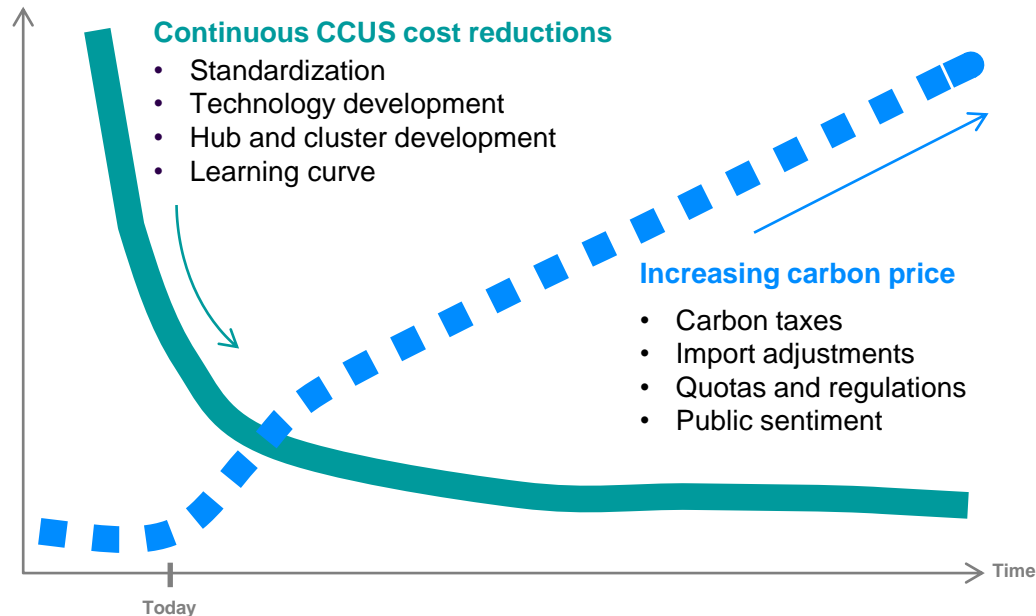 Continuous CCUS cost reductions
• Standardization
• Technology development
• Hub and cluster development
• Learning curve
Increasing carbon price
• Carbon taxes
• Import adjustments
• Quotas and regulations
• Public sentiment
Time
Today